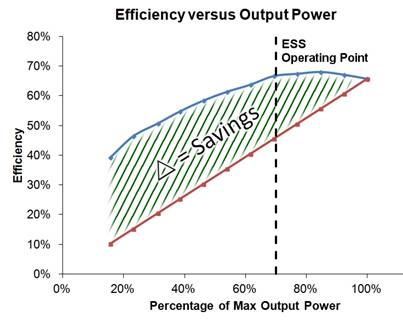 Efficiency versus Output Power
80%
70%
60%
50%
40%
30%
20%
10%
0%
Efficiency
ESS
Operating Point
Δ = Savings
0%
20%
40%
60%
80%
100%
Percentage of Max Output Power